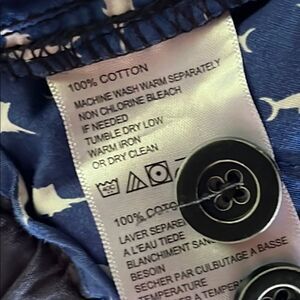 100% COTTON
MACHINE WASH WARM SEPARATELY
NON CHLORINE BLEACH
IF NEEDED
TUMBLE DRY LOW
WARM IRON
OR DRY CLEAN
100% COTO
LAVER SEPARE
A L'EAU TIEDE
BLANCHIMENT SAN
BESOIN
SECHER PAR CULBUTAGE A BASSE
TEMPERATURE
A TEMPER